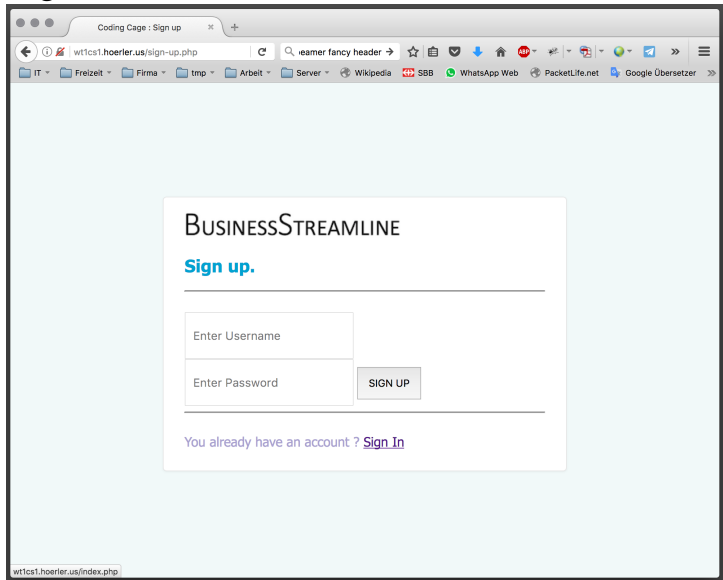 Coding Cage : Sign up
wt1cs1.hoerler.us/sign-up.php
eamer fancy header
ABP
IT Freizeit Firma tmp Arbeit Server Wikipedia SBB WhatsApp Web PacketLife.net Google Übersetzer
BUSINESSSTREAMLINE
Sign up.
Enter Username
Enter Password SIGN UP
You already have an account ? Sign In
wt1cs1.hoerler.us/index.php